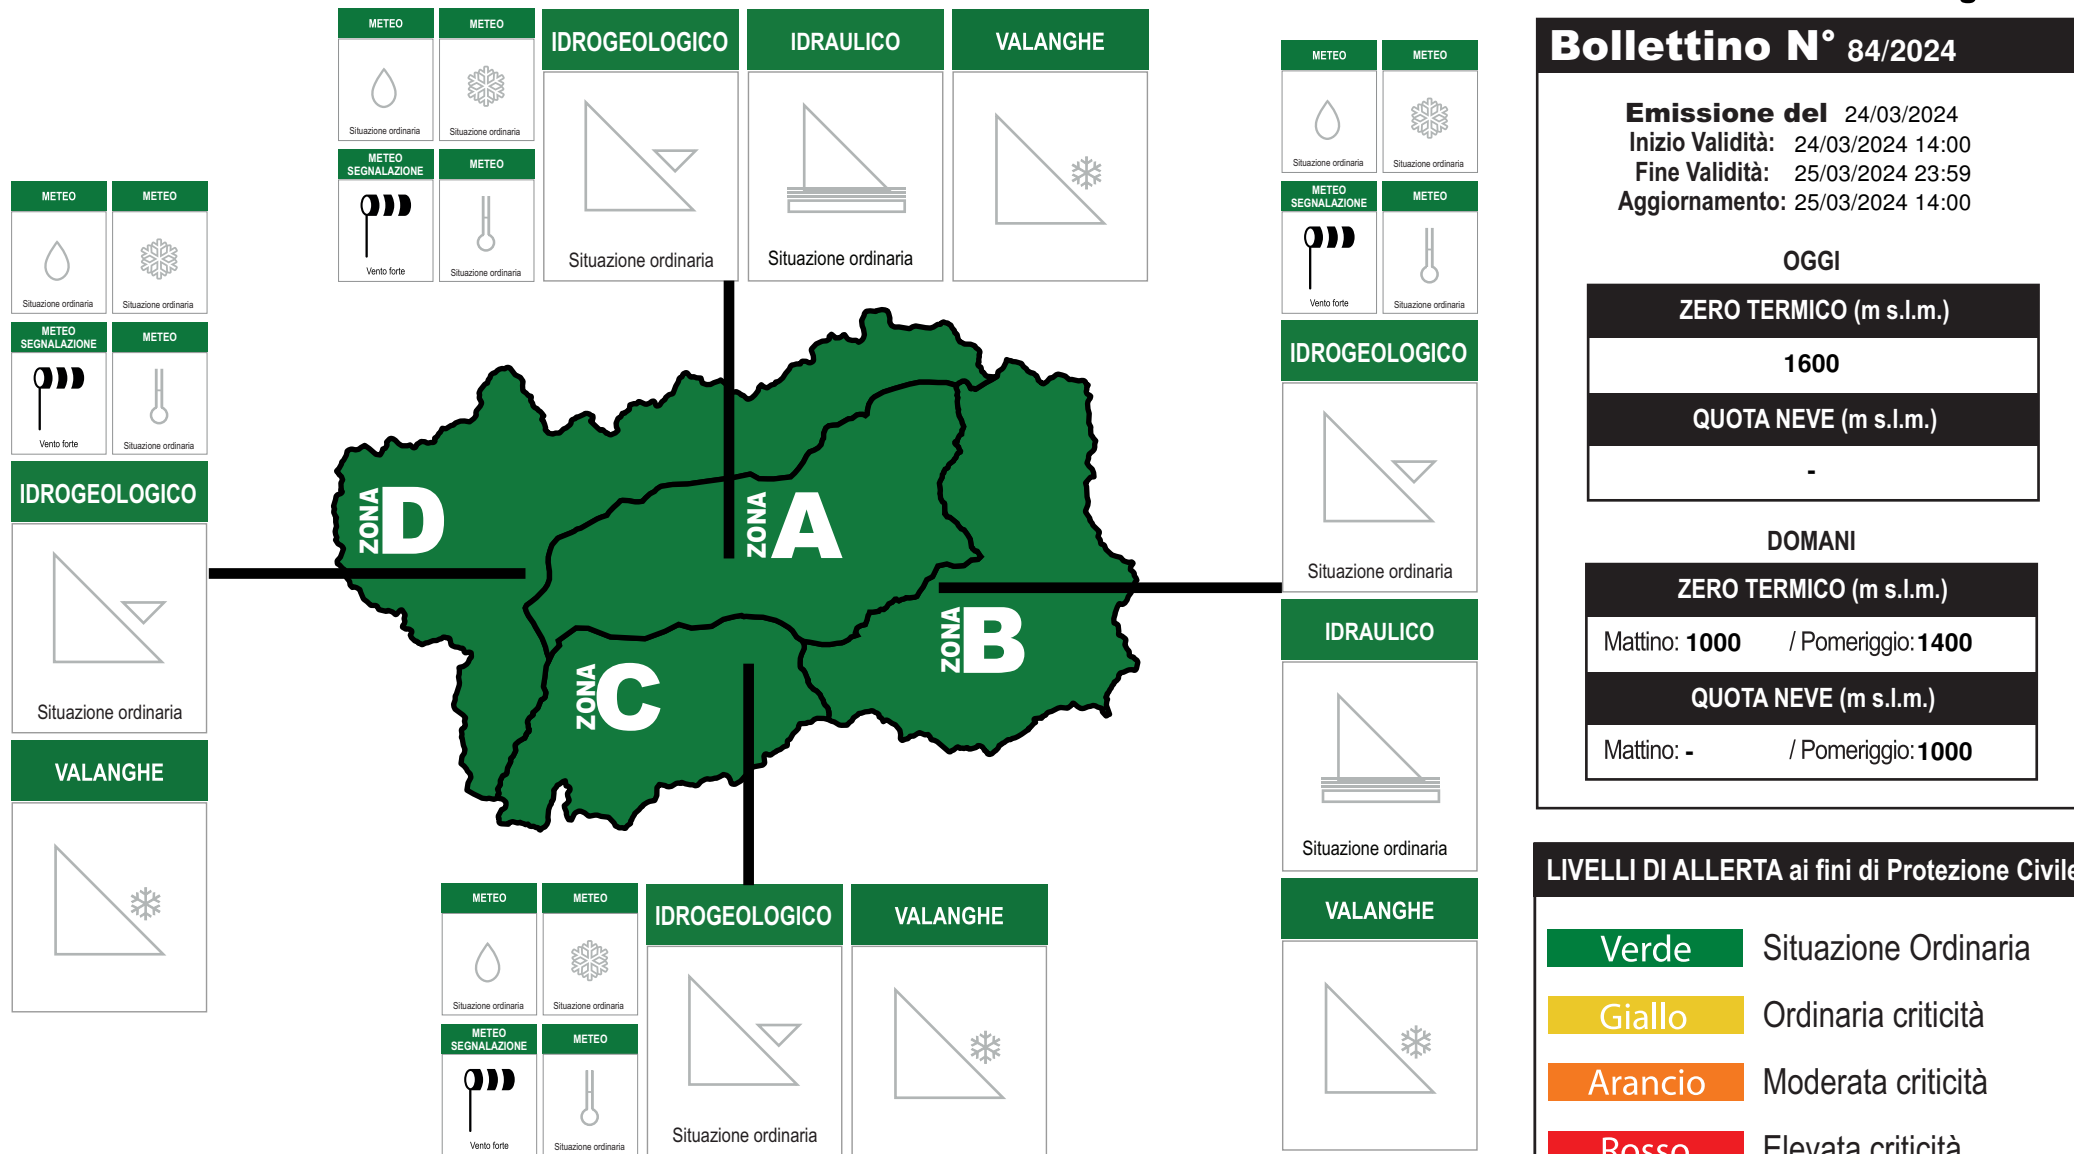 METEO
METEO
Situazione ordinaria
Situazione ordinaria
METEO
SEGNALAZIONE
METEO
Vento forte
Situazione ordinaria
IDROGEOLOGICO
Situazione ordinaria
IDRAULICO
Situazione ordinaria
VALANGHE
METEO
METEO
Situazione ordinaria
Situazione ordinaria
METEO
SEGNALAZIONE
METEO
Vento forte
Situazione ordinaria
IDROGEOLOGICO
Situazione ordinaria
VALANGHE
ZONA D
ZONA A
ZONA B
ZONA C
METEO
METEO
Situazione ordinaria
Situazione ordinaria
METEO
SEGNALAZIONE
METEO
Vento forte
Situazione ordinaria
IDROGEOLOGICO
Situazione ordinaria
VALANGHE
METEO
METEO
Situazione ordinaria
Situazione ordinaria
METEO
SEGNALAZIONE
METEO
Vento forte
Situazione ordinaria
IDROGEOLOGICO
Situazione ordinaria
IDRAULICO
Situazione ordinaria
VALANGHE
Bollettino N° 84/2024
Emissione del 24/03/2024
Inizio Validità: 24/03/2024 14:00
Fine Validità: 25/03/2024 23:59
Aggiornamento: 25/03/2024 14:00
OGGI
ZERO TERMICO (m s.l.m.)
1600
QUOTA NEVE (m s.l.m.)
-
DOMANI
ZERO TERMICO (m s.l.m.)
Mattino: 1000 / Pomeriggio: 1400
QUOTA NEVE (m s.l.m.)
Mattino: - / Pomeriggio: 1000
LIVELLI DI ALLERTA ai fini di Protezione Civile
Verde Situazione Ordinaria
Giallo Ordinaria criticità
Arancio Moderata criticità
Rosso Elevata criticità